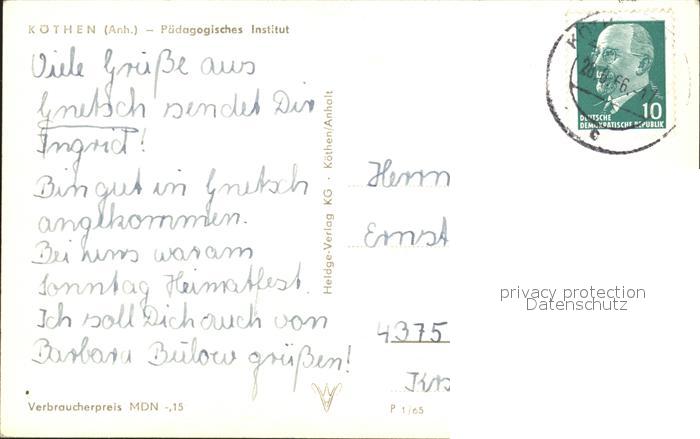 KÖTHEN (Anh.) – Pädagogisches Institut
Viele Grüße aus
Gnetsch sendet Dir
Ingrid!
Bin gut in Gnetsch
angekommen.
Bei uns war am
Sonntag Heimatfest.
Ich soll Dich auch von
Barbara Bülow grüßen!
Verbraucherpreis MDN -,15
Heldge-Verlag KG · Köthen/Anhalt
10
DEUTSCHE
DEMOKRATISCHE REPUBLIK
Herrn
Ernst
privacy protection
Datenschutz
4375
Krs
P 1/65